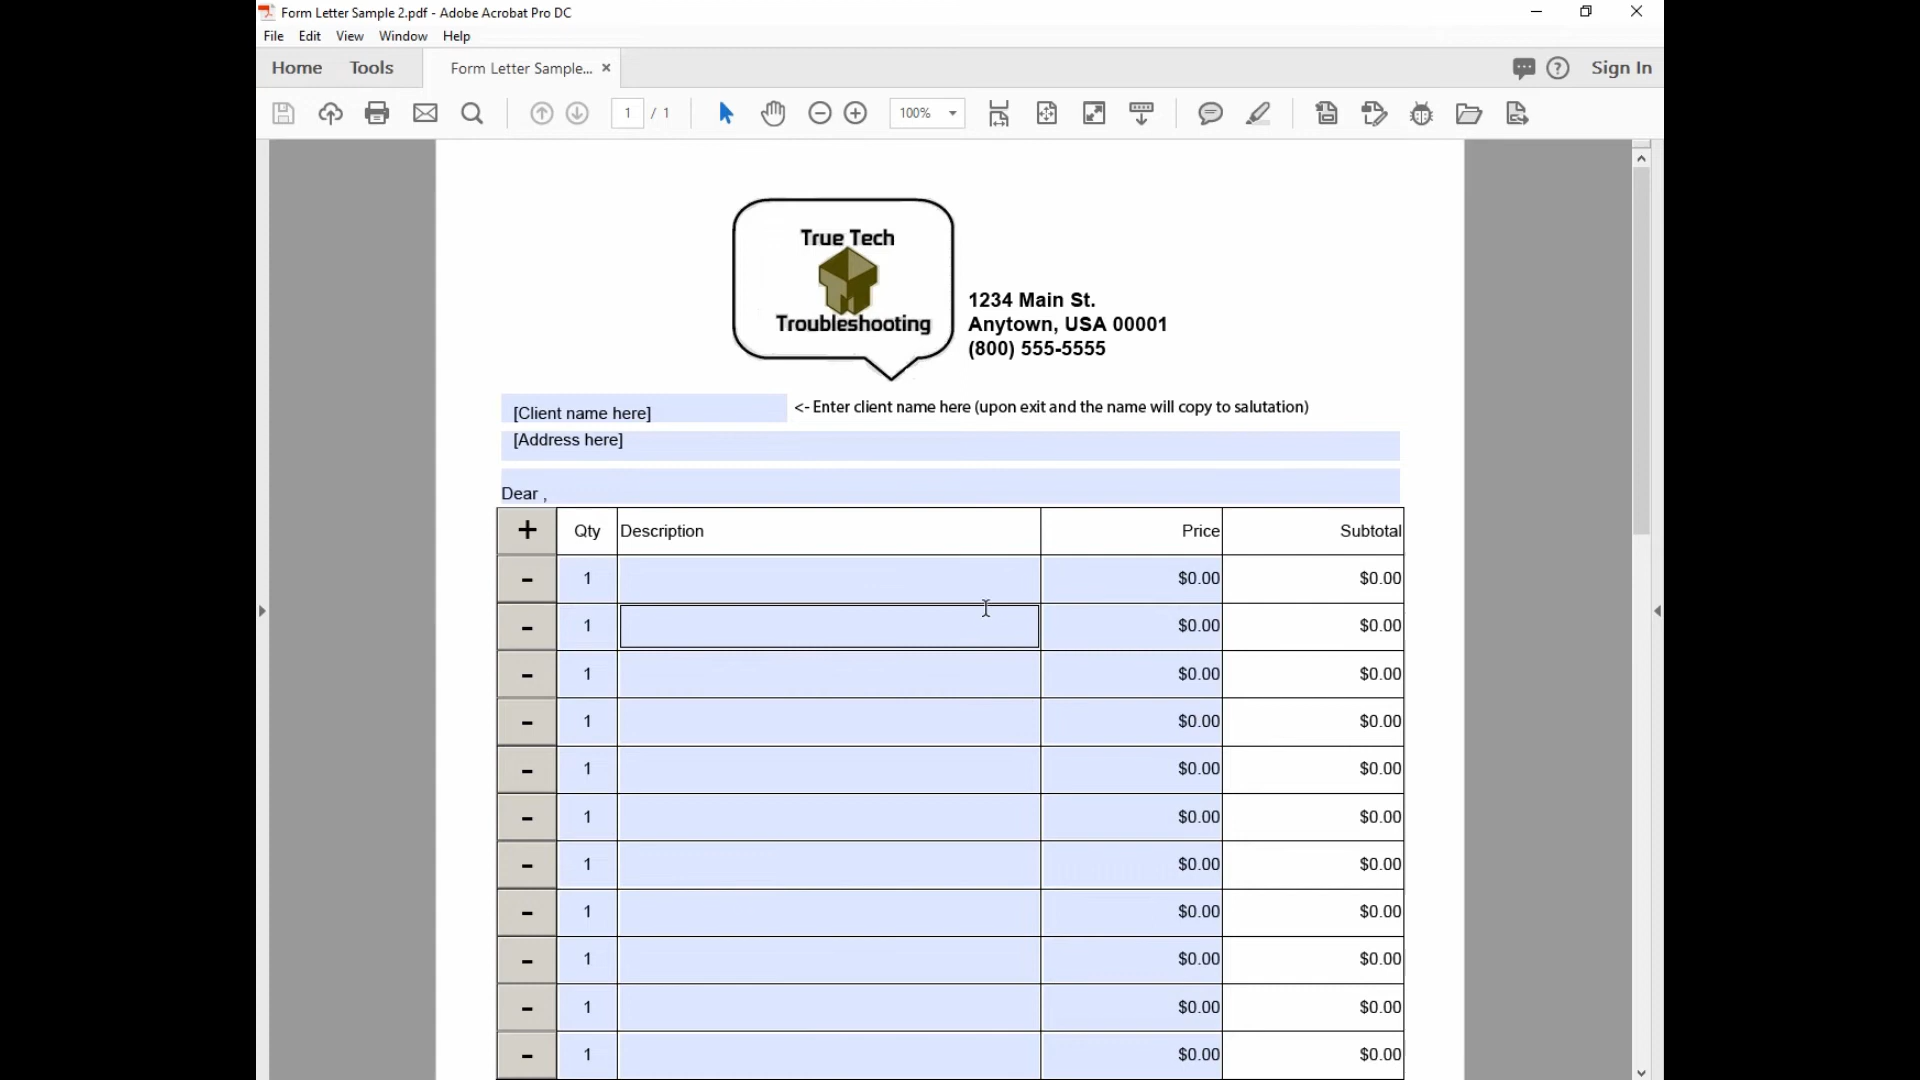 Form Letter Sample 2.pdf - Adobe Acrobat Pro DC
File Edit View Window Help
Home Tools Form Letter Sample... × Sign In
1 / 1 100%
True Tech
Troubleshooting
1234 Main St.
Anytown, USA 00001
(800) 555-5555
[Client name here] <- Enter client name here (upon exit and the name will copy to salutation)
[Address here]
Dear ,
+ Qty Description Price Subtotal
- 1 $0.00 $0.00
- 1 $0.00 $0.00
- 1 $0.00 $0.00
- 1 $0.00 $0.00
- 1 $0.00 $0.00
- 1 $0.00 $0.00
- 1 $0.00 $0.00
- 1 $0.00 $0.00
- 1 $0.00 $0.00
- 1 $0.00 $0.00
- 1 $0.00 $0.00